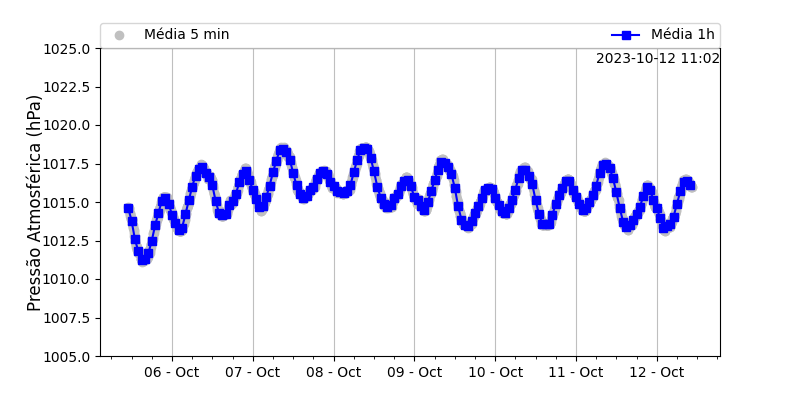 Média 5 min
Média 1h
2023-10-12 11:02
Pressão Atmosférica (hPa)
1025.0
1022.5
1020.0
1017.5
1015.0
1012.5
1010.0
1007.5
1005.0
06 - Oct
07 - Oct
08 - Oct
09 - Oct
10 - Oct
11 - Oct
12 - Oct